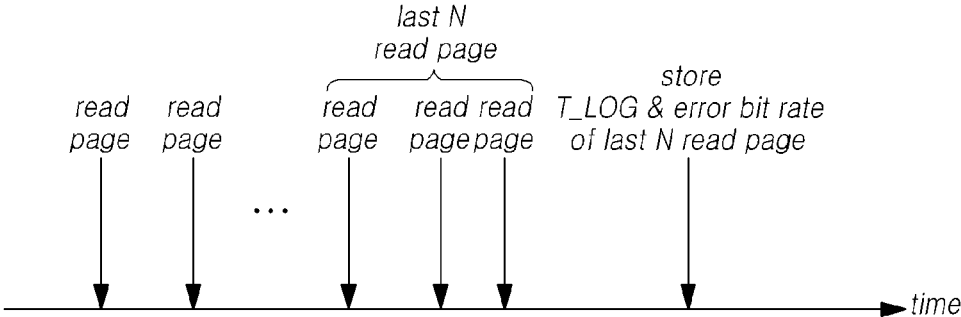 last N
read page
read
page
read
page
...
read
page
read
page
read
page
store
T_LOG & error bit rate
of last N read page
time